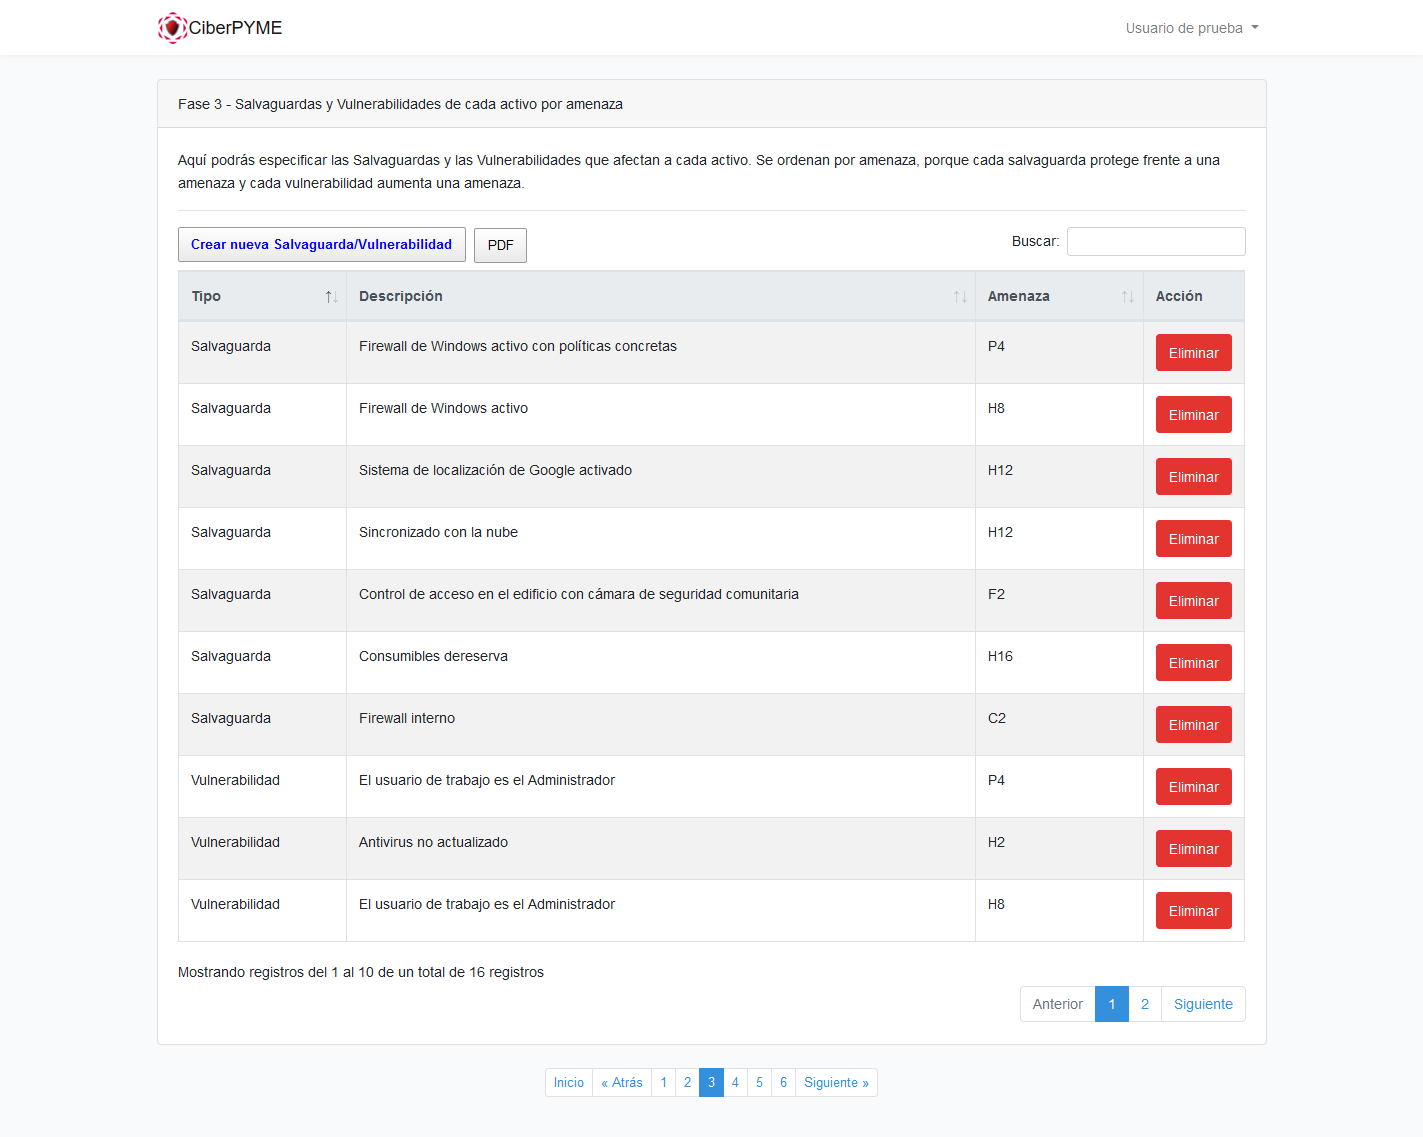 CiberPYME
Usuario de prueba
Fase 3 - Salvaguardas y Vulnerabilidades de cada activo por amenaza
Aquí podrás especificar las Salvaguardas y las Vulnerabilidades que afectan a cada activo. Se ordenan por amenaza, porque cada salvaguarda protege frente a una
amenaza y cada vulnerabilidad aumenta una amenaza.
Crear nueva Salvaguarda/Vulnerabilidad PDF Buscar:
Tipo Descripción Amenaza Acción
Salvaguarda Firewall de Windows activo con políticas concretas P4 Eliminar
Salvaguarda Firewall de Windows activo H8 Eliminar
Salvaguarda Sistema de localización de Google activado H12 Eliminar
Salvaguarda Sincronizado con la nube H12 Eliminar
Salvaguarda Control de acceso en el edificio con cámara de seguridad comunitaria F2 Eliminar
Salvaguarda Consumibles dereserva H16 Eliminar
Salvaguarda Firewall interno C2 Eliminar
Vulnerabilidad El usuario de trabajo es el Administrador P4 Eliminar
Vulnerabilidad Antivirus no actualizado H2 Eliminar
Vulnerabilidad El usuario de trabajo es el Administrador H8 Eliminar
Mostrando registros del 1 al 10 de un total de 16 registros
Anterior 1 2 Siguiente
Inicio « Atrás 1 2 3 4 5 6 Siguiente »